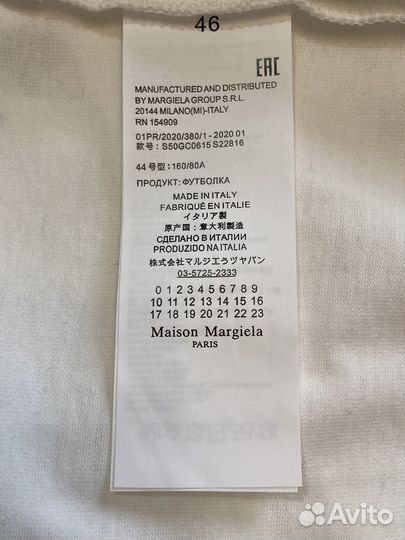 46
EAC
MANUFACTURED AND DISTRIBUTED
BY MARGIELA GROUP S.R.L.
20144 MILANO(MI)-ITALY
RN 154909
01PR/2020/380/1 - 2020 01
款号: S50GC0615 S22816
44 号型: 160/80A
ПРОДУКТ: ФУТБОЛКА
MADE IN ITALY
FABRIQUÉ EN ITALIE
イタリア製
原产国: 意大利製造
СДЕЛАНО В ИТАЛИИ
PRODUZIDO NA ITALIA
株式会社マルジエラヅヤパン
03-5725-2333
0 1 2 3 4 5 6 7 8 9
10 11 12 13 14 15 16
17 18 19 20 21 22 23
Maison Margiela
PARIS
Avito